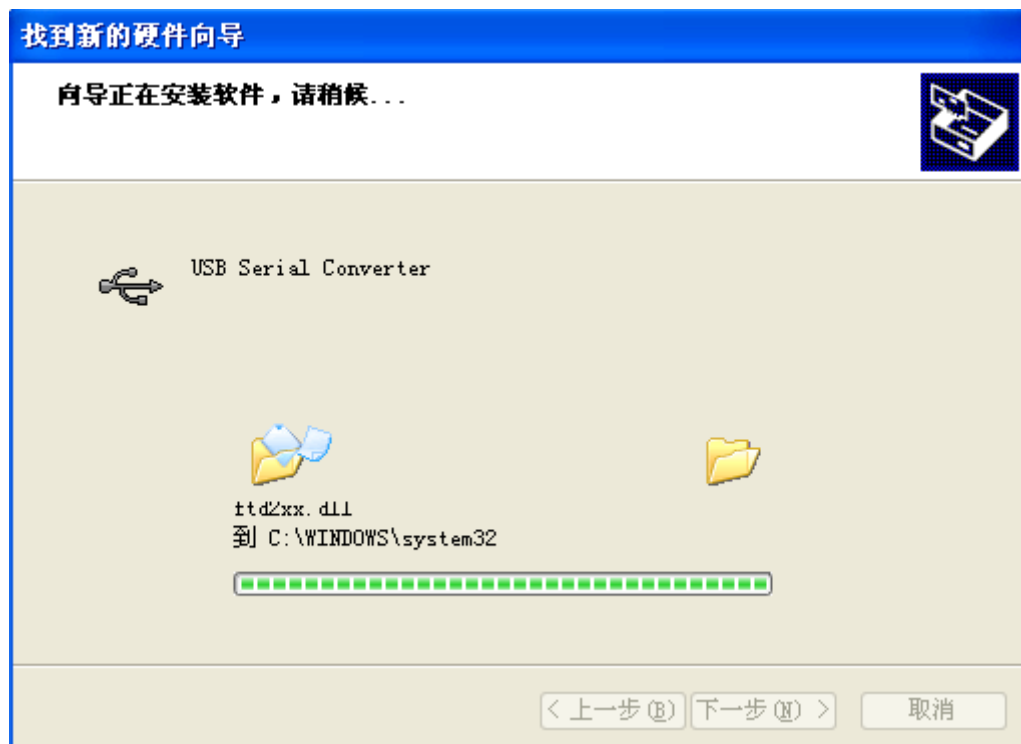 找到新的硬件向导
向导正在安装软件，请稍候...
USB Serial Converter
ftd2xx.dll
到 C:\WINDOWS\system32
< 上一步(B) 下一步(N) > 取消